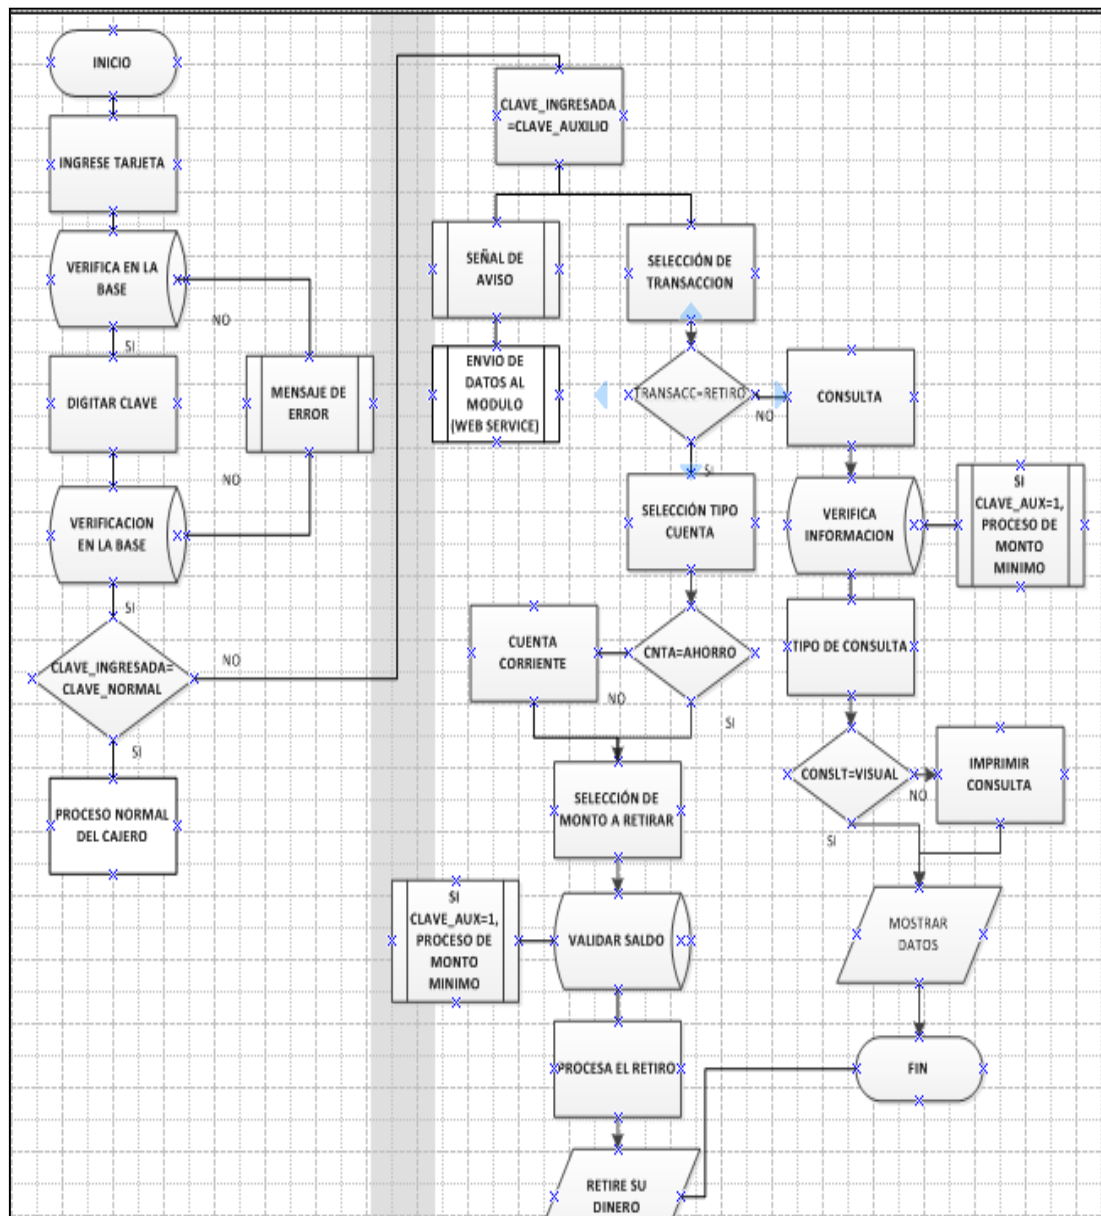 INICIO
INGRESE TARJETA
VERIFICA EN LA
BASE
NO
SI
DIGITAR CLAVE
MENSAJE DE
ERROR
NO
VERIFICACION
EN LA BASE
SI
CLAVE_INGRESADA=
CLAVE_NORMAL
NO
SI
PROCESO NORMAL
DEL CAJERO
CLAVE_INGRESADA
=CLAVE_AUXILIO
SEÑAL DE
AVISO
ENVIO DE
DATOS AL
MODULO
(WEB SERVICE)
SELECCIÓN DE
TRANSACCION
TRANSACC=RETIRO
NO
SI
CONSULTA
SELECCIÓN TIPO
CUENTA
VERIFICA
INFORMACION
SI
CLAVE_AUX=1,
PROCESO DE
MONTO
MINIMO
CUENTA
CORRIENTE
CNTA=AHORRO
NO
SI
TIPO DE CONSULTA
CONSLT=VISUAL
NO
SI
IMPRIMIR
CONSULTA
SELECCIÓN DE
MONTO A RETIRAR
SI
CLAVE_AUX=1,
PROCESO DE
MONTO
MINIMO
VALIDAR SALDO
MOSTRAR
DATOS
PROCESA EL RETIRO
FIN
RETIRE SU
DINERO